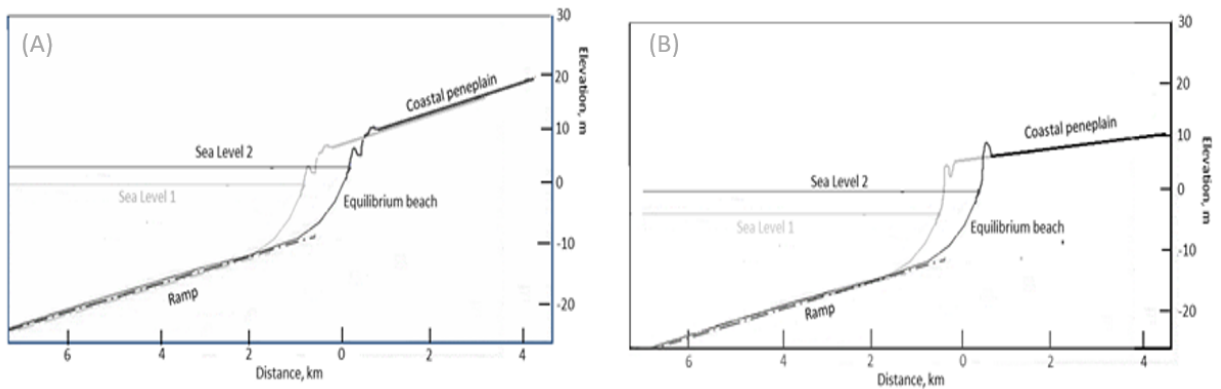 (A)
30
20
10
0
-10
-20
Elevation, m
Coastal peneplain
Sea Level 2
Sea Level 1
Equilibrium beach
Ramp
6 4 2 0 2 4
Distance, km
(B)
30
20
10
0
-10
-20
Elevation, m
Coastal peneplain
Sea Level 2
Sea Level 1
Equilibrium beach
Ramp
6 4 2 0 2 4
Distance, km